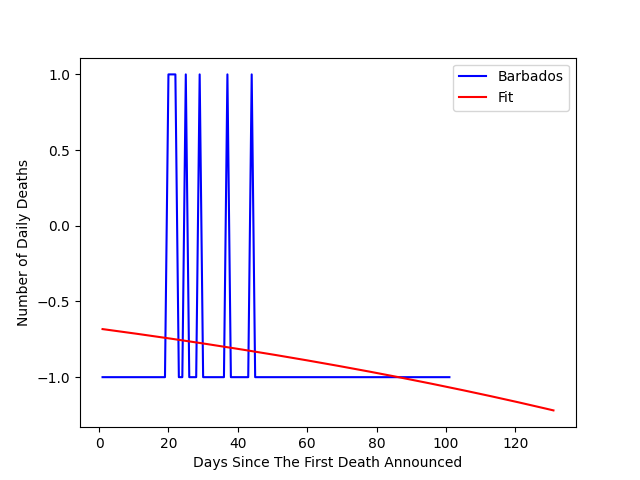 Barbados
Fit
1.0
0.5
0.0
−0.5
−1.0
Number of Daily Deaths
0 20 40 60 80 100 120
Days Since The First Death Announced